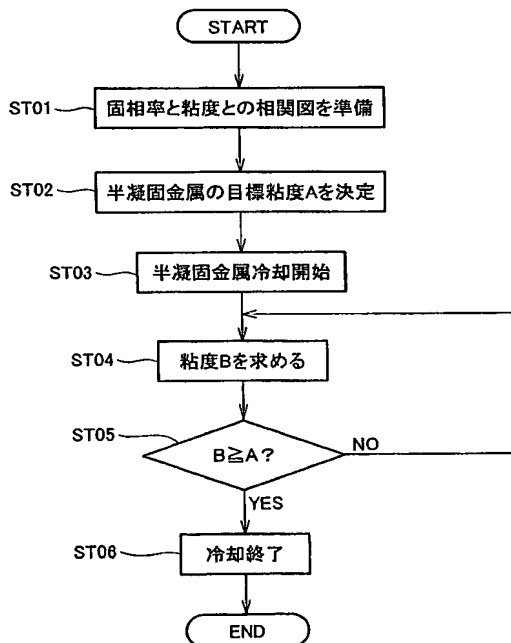 START
ST01
固相率と粘度との相関図を準備
ST02
半凝固金属の目標粘度Aを決定
ST03
半凝固金属冷却開始
ST04
粘度Bを求める
ST05
B≧A?
NO
YES
ST06
冷却終了
END